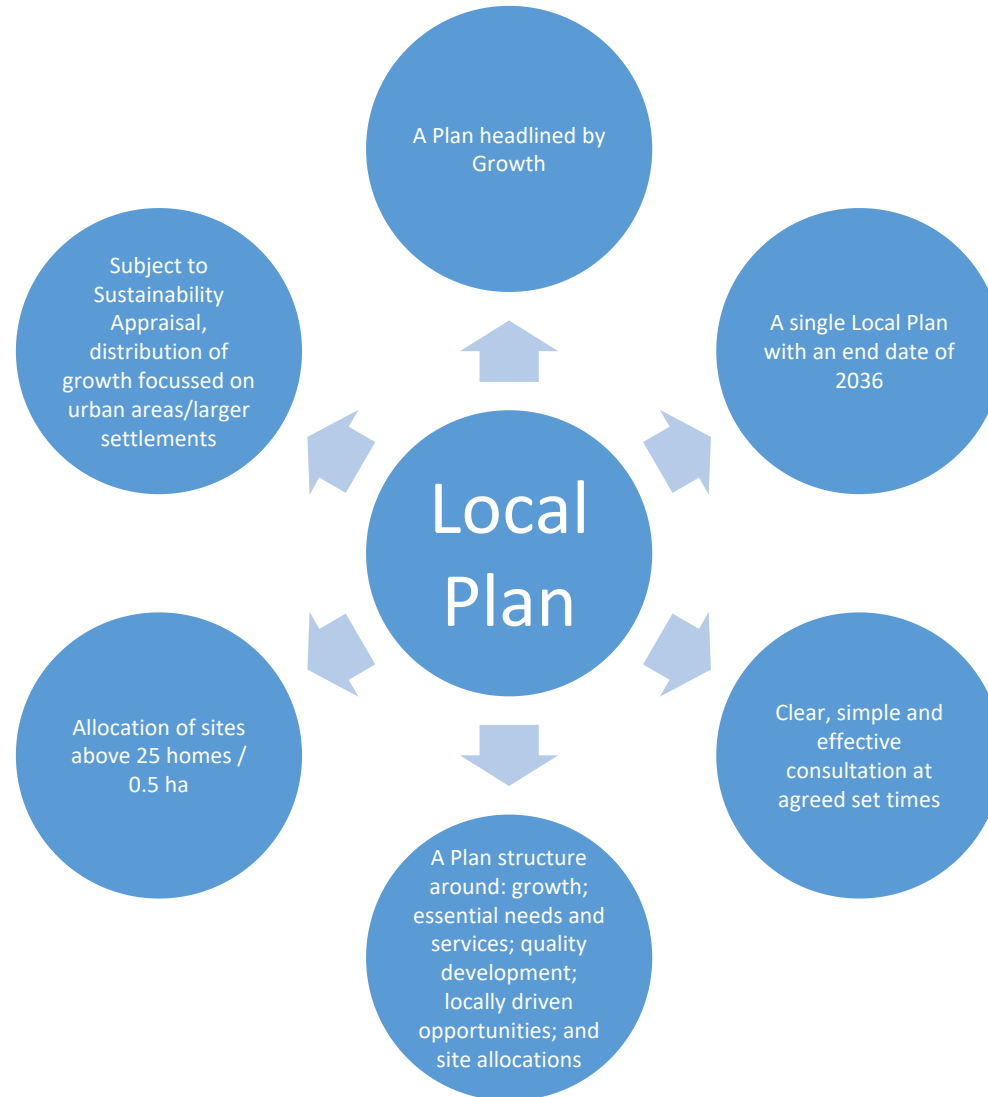 A Plan headlined by
Growth
Subject to
Sustainability
Appraisal,
distribution of
growth focussed on
urban areas/larger
settlements
A single Local Plan
with an end date of
2036
Local
Plan
Allocation of sites
above 25 homes /
0.5 ha
Clear, simple and
effective
consultation at
agreed set times
A Plan structure
around: growth;
essential needs and
services; quality
development;
locally driven
opportunities; and
site allocations